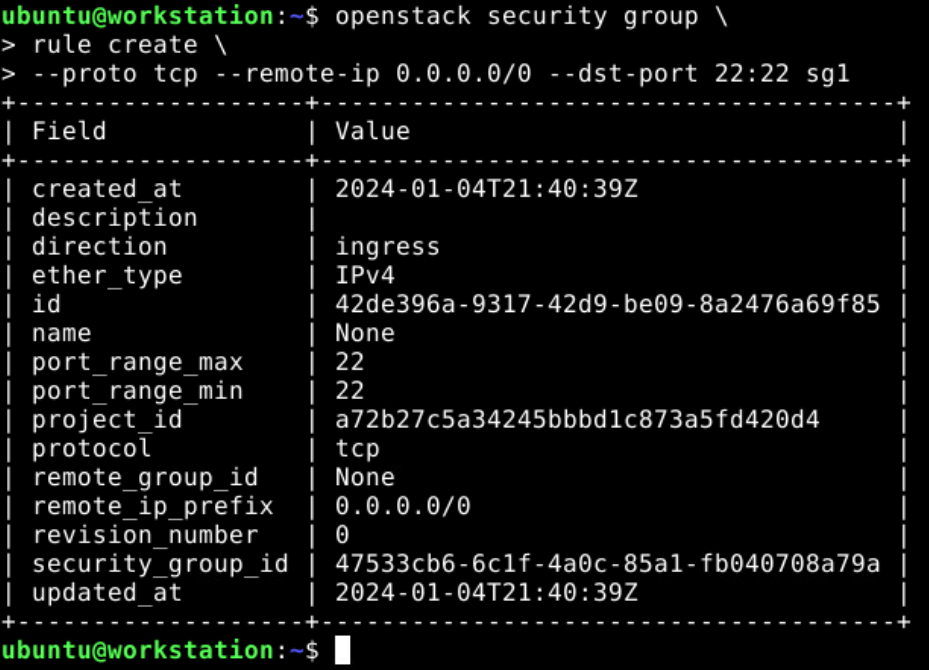 ubuntu@workstation:~$ openstack security group \
> rule create \
> --proto tcp --remote-ip 0.0.0.0/0 --dst-port 22:22 sg1
+-------------------+--------------------------------------+
| Field             | Value                                |
+-------------------+--------------------------------------+
| created_at        | 2024-01-04T21:40:39Z                 |
| description       |                                      |
| direction         | ingress                              |
| ether_type        | IPv4                                 |
| id                | 42de396a-9317-42d9-be09-8a2476a69f85 |
| name              | None                                 |
| port_range_max    | 22                                   |
| port_range_min    | 22                                   |
| project_id        | a72b27c5a34245bbbd1c873a5fd420d4     |
| protocol          | tcp                                  |
| remote_group_id   | None                                 |
| remote_ip_prefix  | 0.0.0.0/0                            |
| revision_number   | 0                                    |
| security_group_id | 47533cb6-6c1f-4a0c-85a1-fb040708a79a |
| updated_at        | 2024-01-04T21:40:39Z                 |
+-------------------+--------------------------------------+
ubuntu@workstation:~$